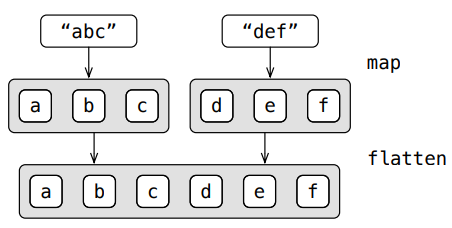 “abc” “def”
map
a b c d e f
flatten
a b c d e f